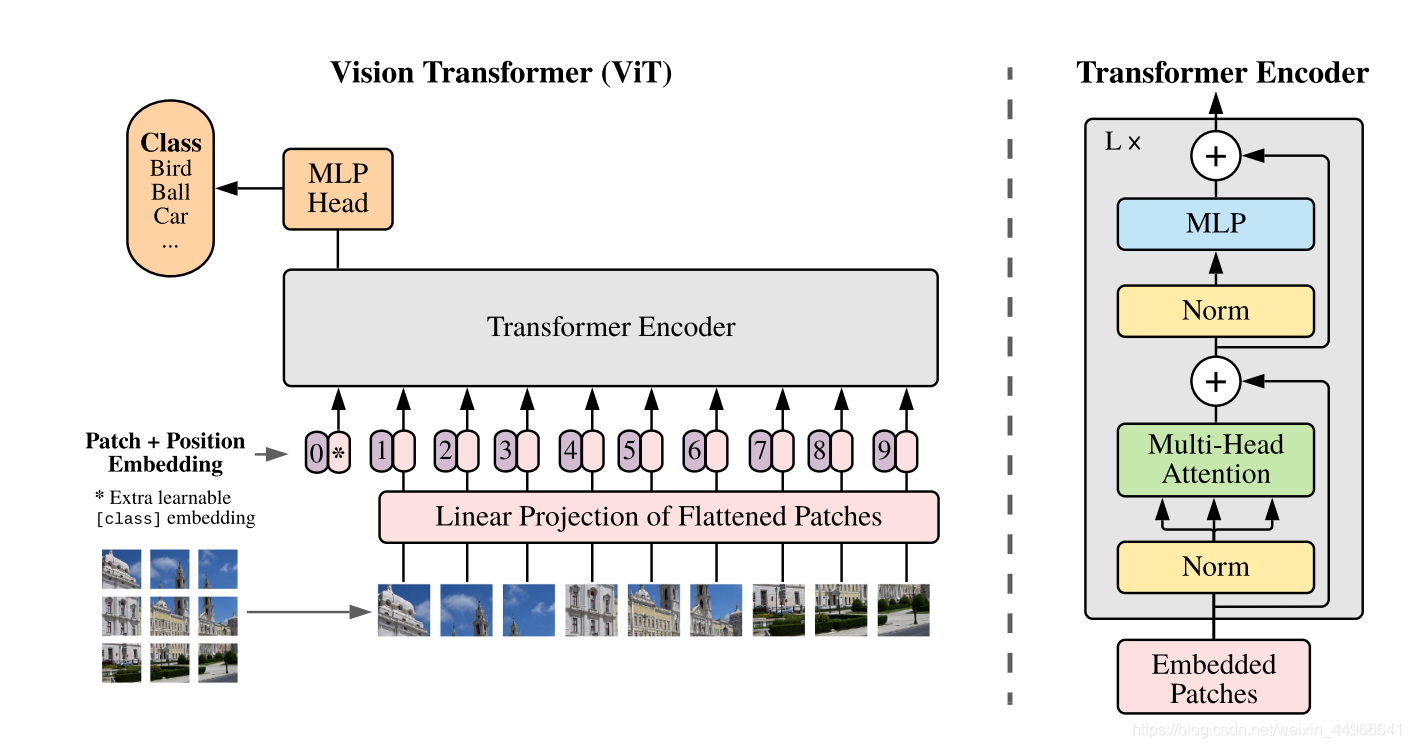 Vision Transformer (ViT)
Class
Bird
Ball
Car
...
MLP
Head
Transformer Encoder
Patch + Position
Embedding
0 * 1 2 3 4 5 6 7 8 9
* Extra learnable
[class] embedding
Linear Projection of Flattened Patches
Transformer Encoder
L x
+
MLP
Norm
+
Multi-Head
Attention
Norm
Embedded
Patches
https://blog.csdn.net/weixin_44966641